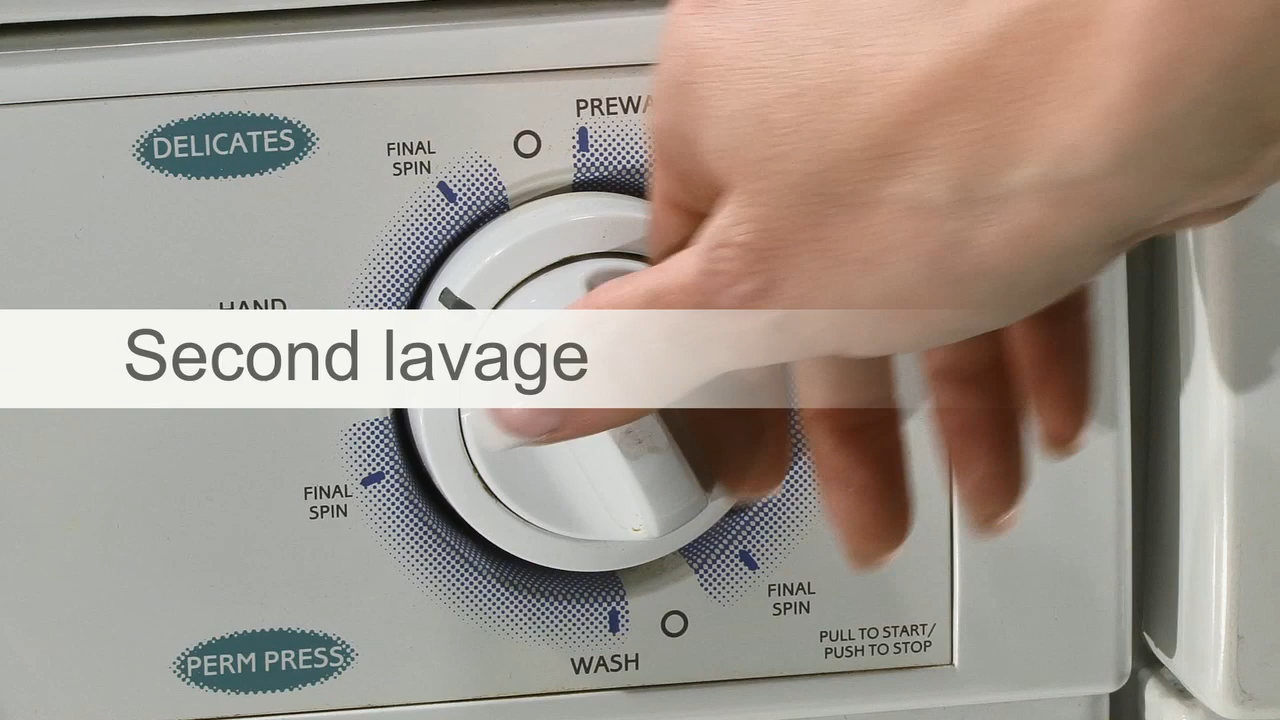 DELICATES
FINAL
SPIN
Second lavage
FINAL
SPIN
FINAL
SPIN
PULL TO START/
PUSH TO STOP
WASH
PERM PRESS